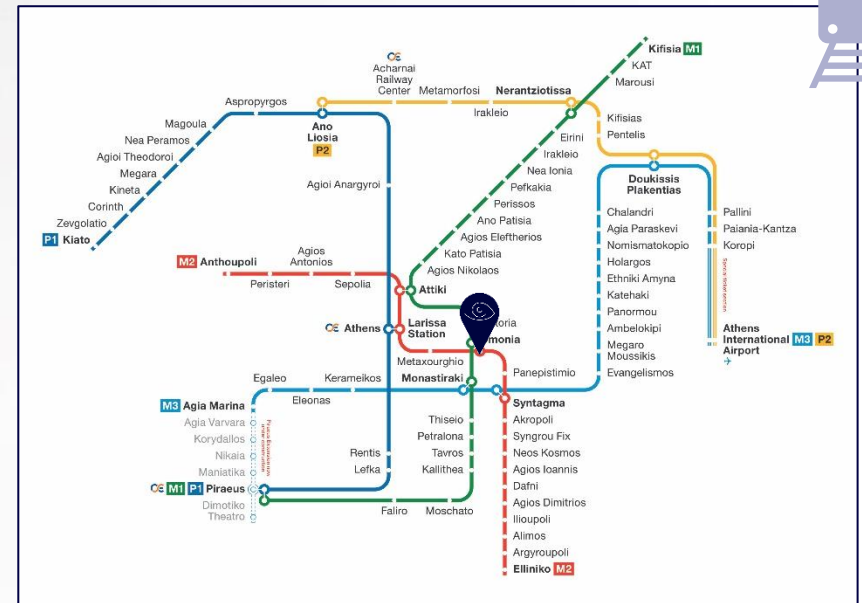 Kifisia M1
KAT
Marousi
OE
Acharnai
Railway
Center
Metamorfosi
Nerantziotissa
Irakleio
Aspropyrgos
Ano
Liosia
P2
Magoula
Nea Peramos
Agioi Theodoroi
Megara
Kineta
Corinth
Zevgolatio
P1 Kiato
Agioi Anargyroi
Kifisias
Pentelis
Eirini
Irakleio
Nea Ionia
Pefkakia
Perissos
Ano Patisia
Agios Eleftherios
Kato Patisia
Agios Nikolaos
Attiki
Doukissis
Plakentias
Chalandri
Agia Paraskevi
Nomismatokopio
Holargos
Ethniki Amyna
Katehaki
Panormou
Ambelokipi
Megaro
Moussikis
Evangelismos
Pallini
Paiania-Kantza
Koropi
Athens
International
Airport
M3 P2
M2 Anthoupoli
Peristeri
Agios
Antonios
Sepolia
OE Athens
Larissa
Station
Metaxourghio
Monastiraki
Panepistimio
Syntagma
Egaleo
Eleonas
Kerameikos
M3 Agia Marina
Agia Varvara
Korydallos
Nikaia
Maniatika
OE M1 P1 Piraeus
Dimotiko
Theatro
Rentis
Lefka
Thiseio
Petralona
Tavros
Kallithea
Faliro
Moschato
Akropoli
Syngrou Fix
Neos Kosmos
Agios Ioannis
Dafni
Agios Dimitrios
Ilioupoli
Alimos
Argyroupoli
Elliniko M2